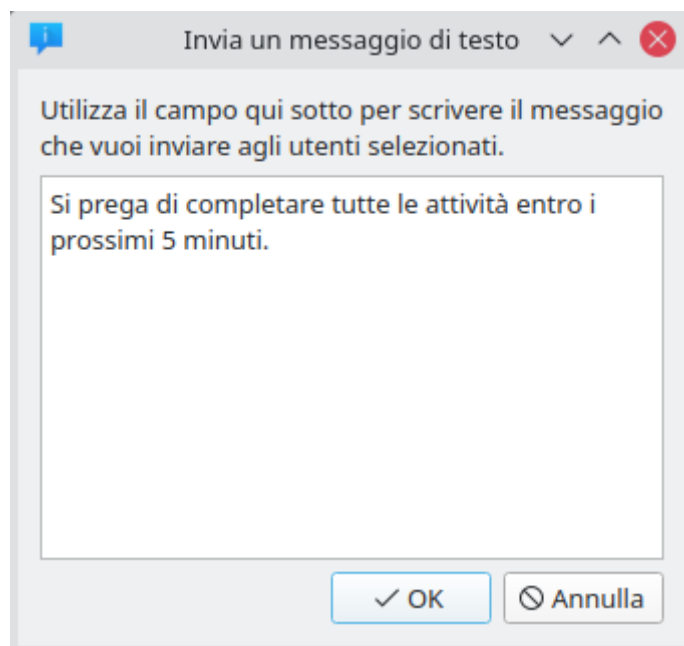 Invia un messaggio di testo
Utilizza il campo qui sotto per scrivere il messaggio
che vuoi inviare agli utenti selezionati.
Si prega di completare tutte le attività entro i
prossimi 5 minuti.
OK
Annulla